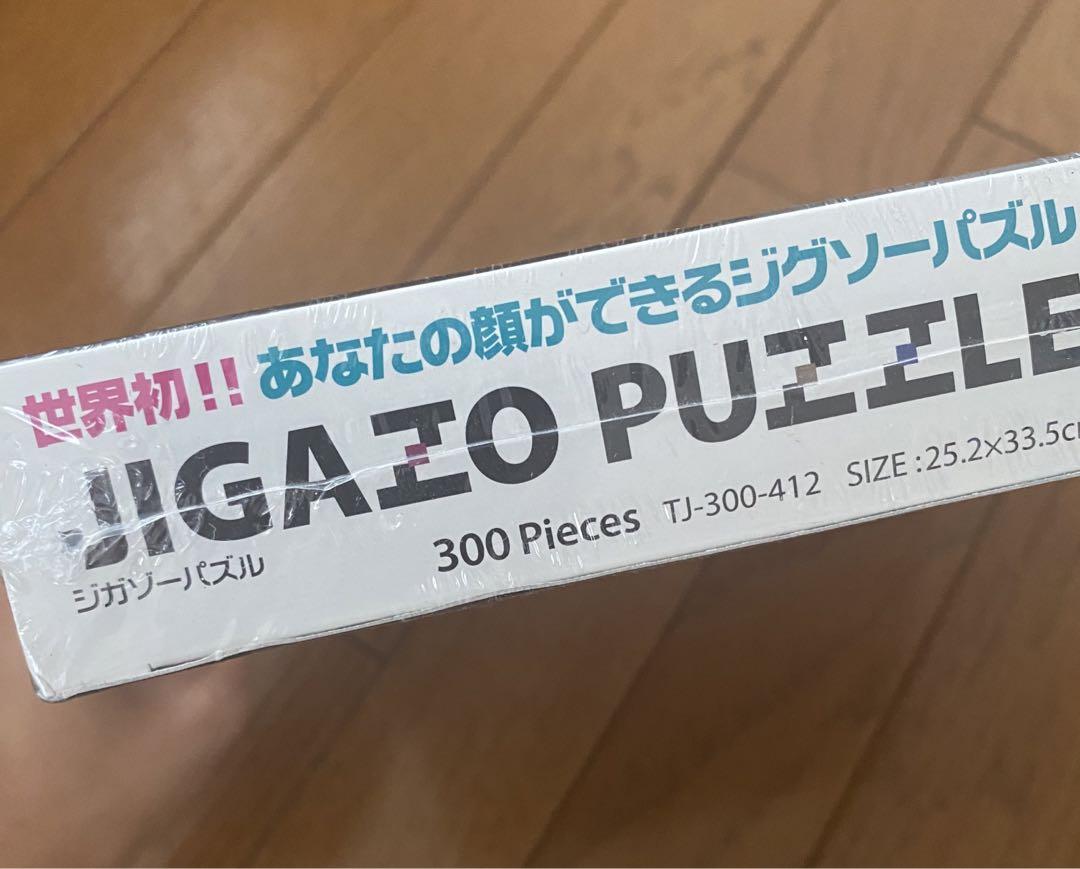 世界初!! あなたの顔ができるジグソーパズル
JIGAZO PUZZLE
ジガゾーパズル
300 Pieces TJ-300-412 SIZE :25.2×33.5cm